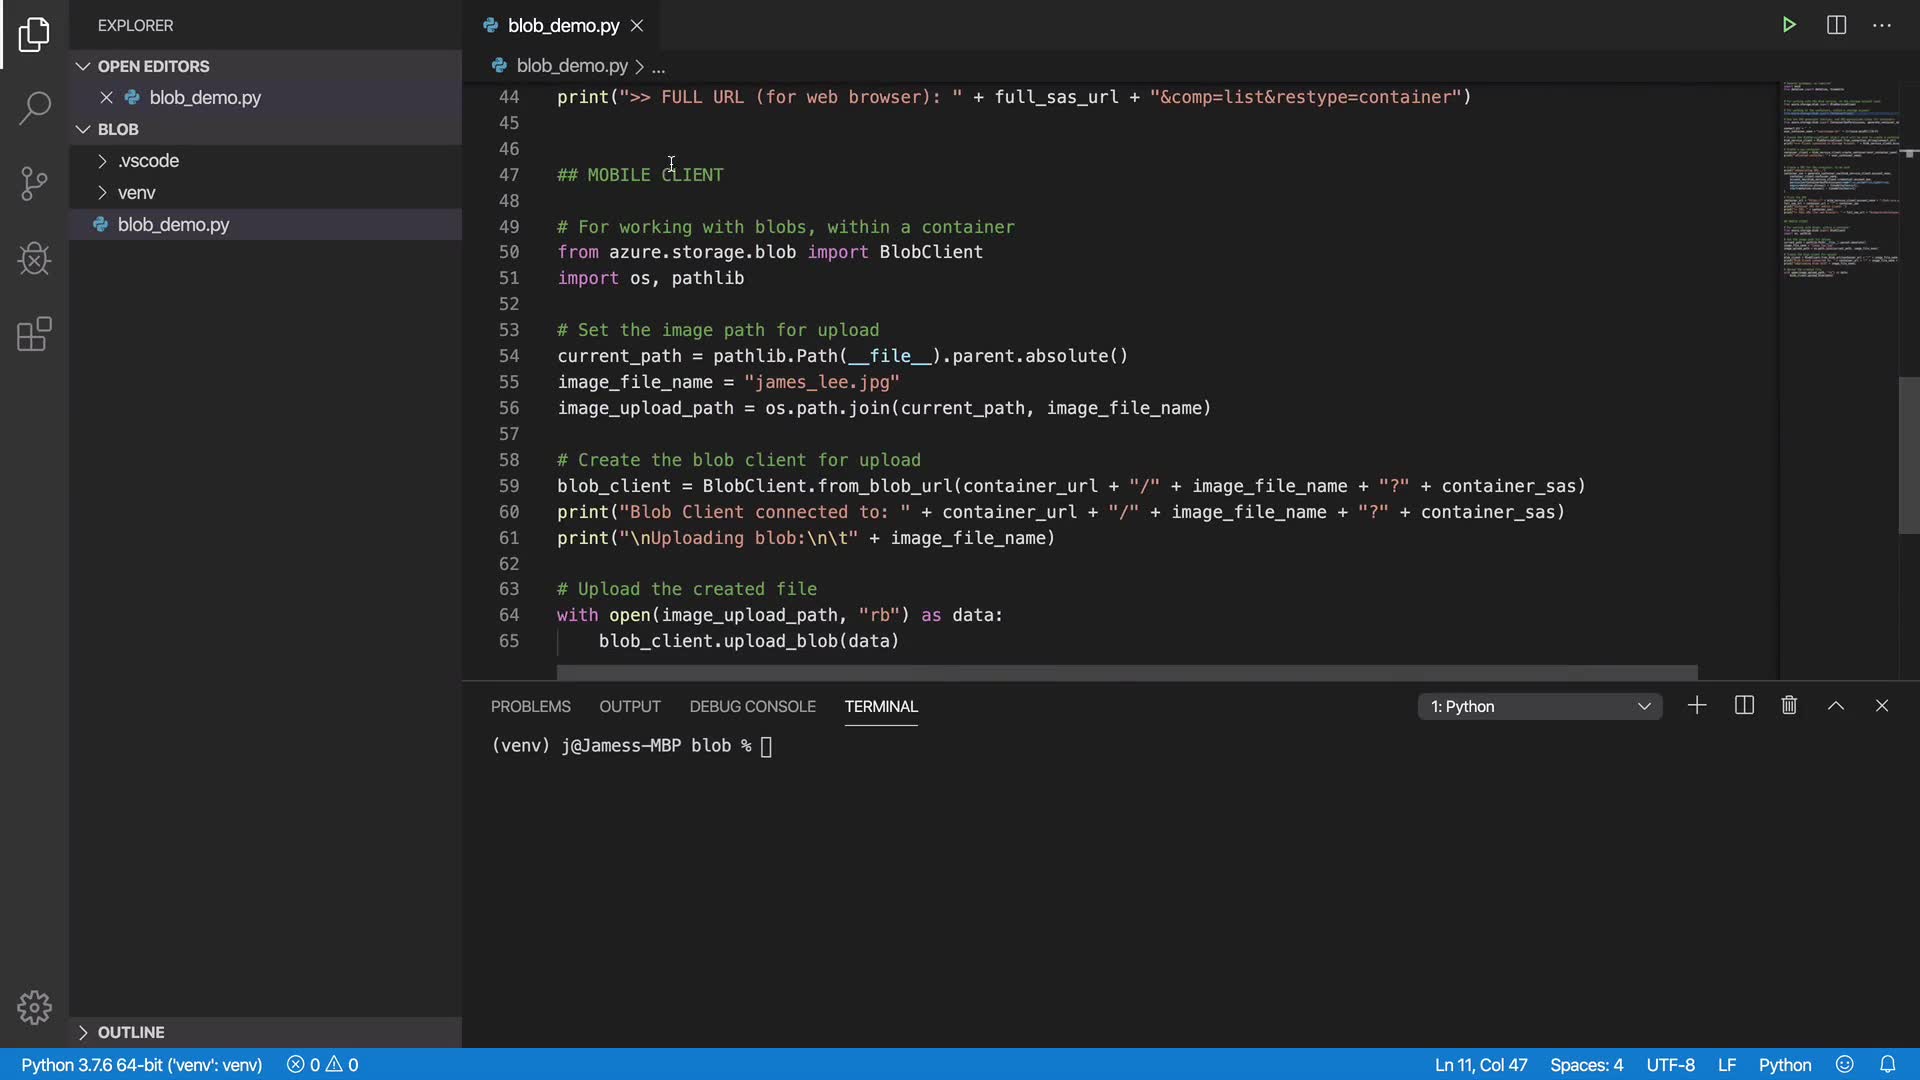 EXPLORER
OPEN EDITORS
blob_demo.py
BLOB
.vscode
venv
blob_demo.py
OUTLINE
blob_demo.py
blob_demo.py > ...
44 print(">> FULL URL (for web browser): " + full_sas_url + "&comp=list&restype=container")
45
46
47 ## MOBILE CLIENT
48
49 # For working with blobs, within a container
50 from azure.storage.blob import BlobClient
51 import os, pathlib
52
53 # Set the image path for upload
54 current_path = pathlib.Path(__file__).parent.absolute()
55 image_file_name = "james_lee.jpg"
56 image_upload_path = os.path.join(current_path, image_file_name)
57
58 # Create the blob client for upload
59 blob_client = BlobClient.from_blob_url(container_url + "/" + image_file_name + "?" + container_sas)
60 print("Blob Client connected to: " + container_url + "/" + image_file_name + "?" + container_sas)
61 print("\nUploading blob:\n\t" + image_file_name)
62
63 # Upload the created file
64 with open(image_upload_path, "rb") as data:
65     blob_client.upload_blob(data)
PROBLEMS OUTPUT DEBUG CONSOLE TERMINAL 1: Python
(venv) j@Jamess-MBP blob %
Python 3.7.6 64-bit ('venv': venv) 0 0 Ln 11, Col 47 Spaces: 4 UTF-8 LF Python